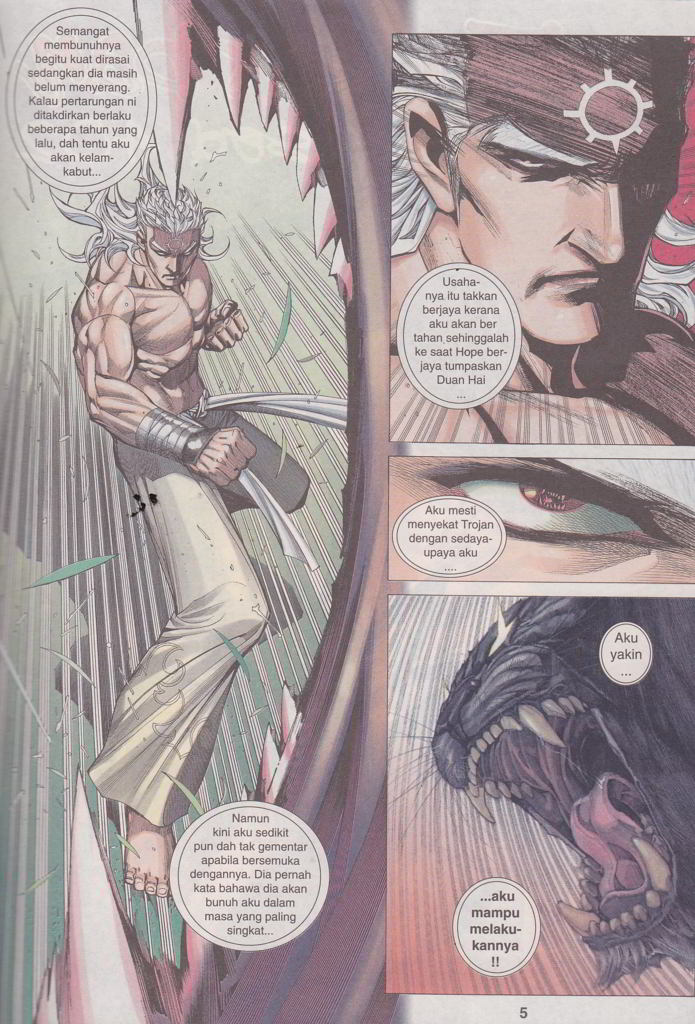 Semangat
membunuhnya
begitu kuat dirasai
sedangkan dia masih
belum menyerang.
Kalau pertarungan ni
ditakdirkan berlaku
beberapa tahun yang
lalu, dah tentu aku
akan kelam-
kabut...
Namun
kini aku sedikit
pun dah tak gementar
apabila bersemuka
dengannya. Dia pernah
kata bahawa dia akan
bunuh aku dalam
masa yang paling
singkat...
Usaha-
nya itu takkan
berjaya kerana
aku akan ber
tahan sehinggalah
ke saat Hope ber-
jaya tumpaskan
Duan Hai
...
Aku mesti
menyekat Trojan
dengan sedaya-
upaya aku
....
Aku
yakin
...
...aku
mampu
melaku-
kannya
!!
5